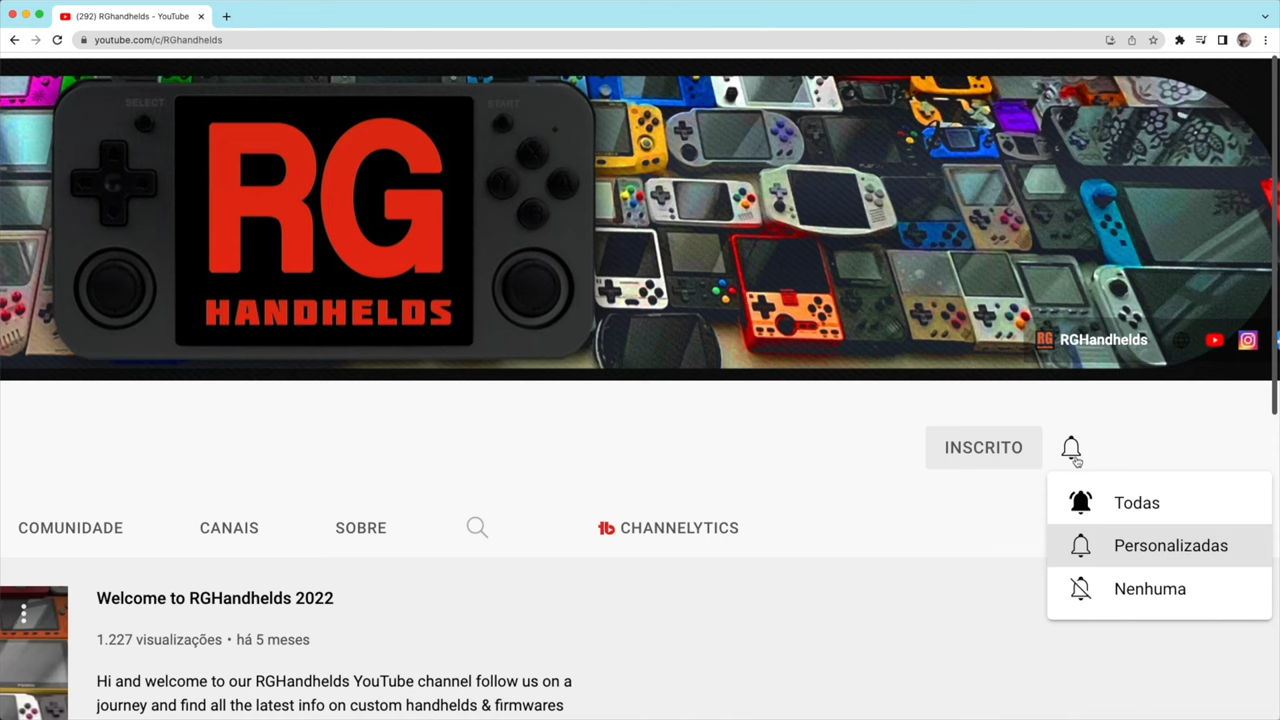 (292) RGhandhelds - YouTube
youtube.com/c/RGhandhelds
SELECT
START
RG
HANDHELDS
RG RGHandhelds
INSCRITO
Todas
Personalizadas
Nenhuma
COMUNIDADE
CANAIS
SOBRE
CHANNELYTICS
Welcome to RGHandhelds 2022
1.227 visualizações • há 5 meses
Hi and welcome to our RGHandhelds YouTube channel follow us on a
journey and find all the latest info on custom handhelds & firmwares